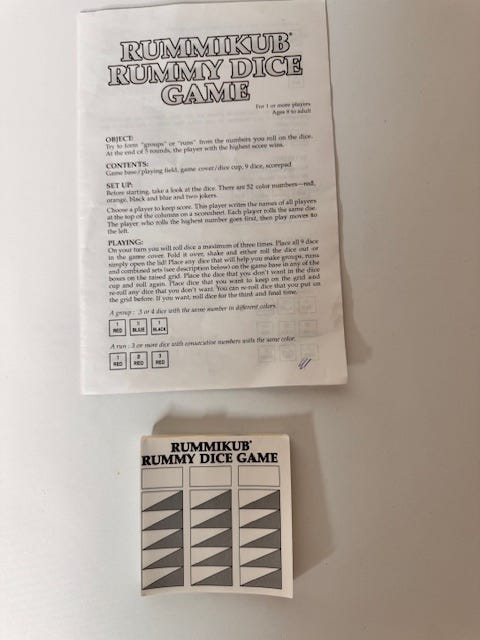 RUMMIKUB®
RUMMY DICE
GAME
For 1 or more players
Ages 8 to adult
OBJECT:
Try to form "groups" or "runs" from the numbers you roll on the dice.
At the end of 5 rounds, the player with the highest score wins.
CONTENTS:
Game base/playing field, game cover/dice cup, 9 dice, scorepad
SET UP:
Before starting, take a look at the dice. There are 52 color numbers—red,
orange, black and blue and two jokers.
Choose a player to keep score. This player writes the names of all players
at the top of the columns on a scoresheet. Each player rolls the same die.
The player who rolls the highest number goes first, then play moves to
the left.
PLAYING:
On your turn you will roll dice a maximum of three times. Place all 9 dice
in the game cover. Fold it over, shake and either roll the dice out or
simply open the lid! Place any dice that will help you make groups, runs
and combined sets (see description below) on the game base in any of the
boxes on the raised grid. Place the dice that you don't want in the dice
cup and roll again. Place dice that you want to keep on the grid and
re-roll any dice that you don't want. You can re-roll dice that you put on
the grid before. If you want, roll dice for the third and final time.
A group : 3 or 4 dice with the same number in different colors.
1 RED 1 BLUE 1 BLACK
A run : 3 or more dice with consecutive numbers with the same color.
1 RED 2 RED 3 RED
RUMMIKUB®
RUMMY DICE GAME